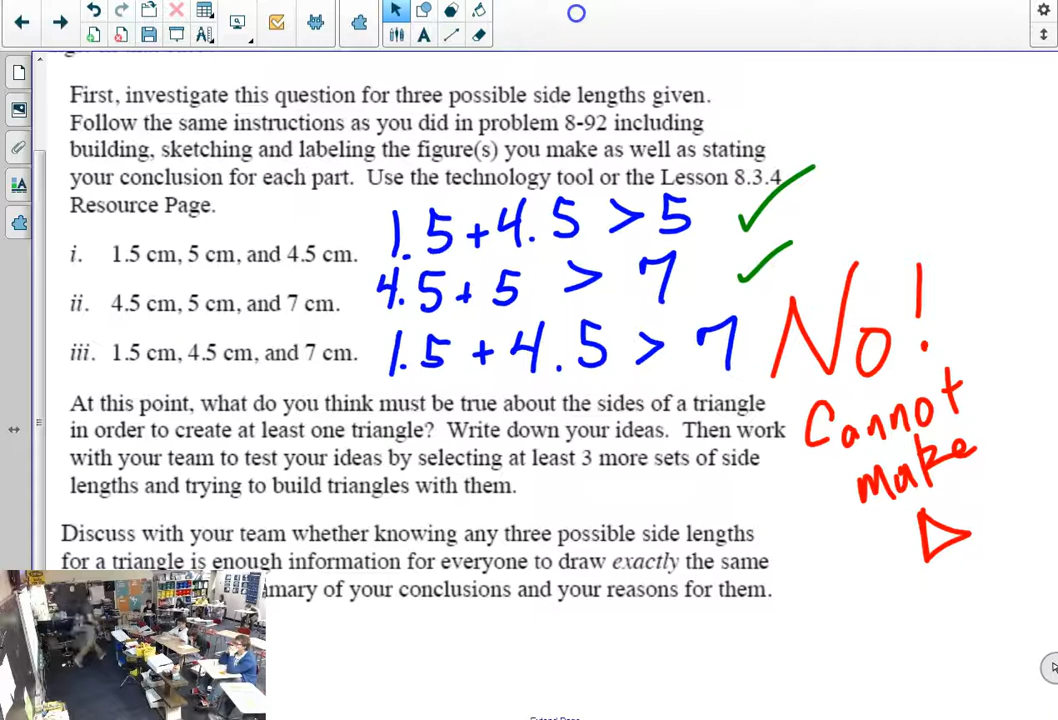 First, investigate this question for three possible side lengths given.
Follow the same instructions as you did in problem 8-92 including
building, sketching and labeling the figure(s) you make as well as stating
your conclusion for each part. Use the technology tool or the Lesson 8.3.4
Resource Page.
1.5+4.5 > 5 ✓
i. 1.5 cm, 5 cm, and 4.5 cm.
4.5+5 > 7 ✓
ii. 4.5 cm, 5 cm, and 7 cm.
1.5+4.5 > 7 No!
iii. 1.5 cm, 4.5 cm, and 7 cm.
Cannot
make
At this point, what do you think must be true about the sides of a triangle
in order to create at least one triangle? Write down your ideas. Then work
with your team to test your ideas by selecting at least 3 more sets of side
lengths and trying to build triangles with them.
Discuss with your team whether knowing any three possible side lengths
for a triangle is enough information for everyone to draw exactly the same
of your conclusions and your reasons for them.